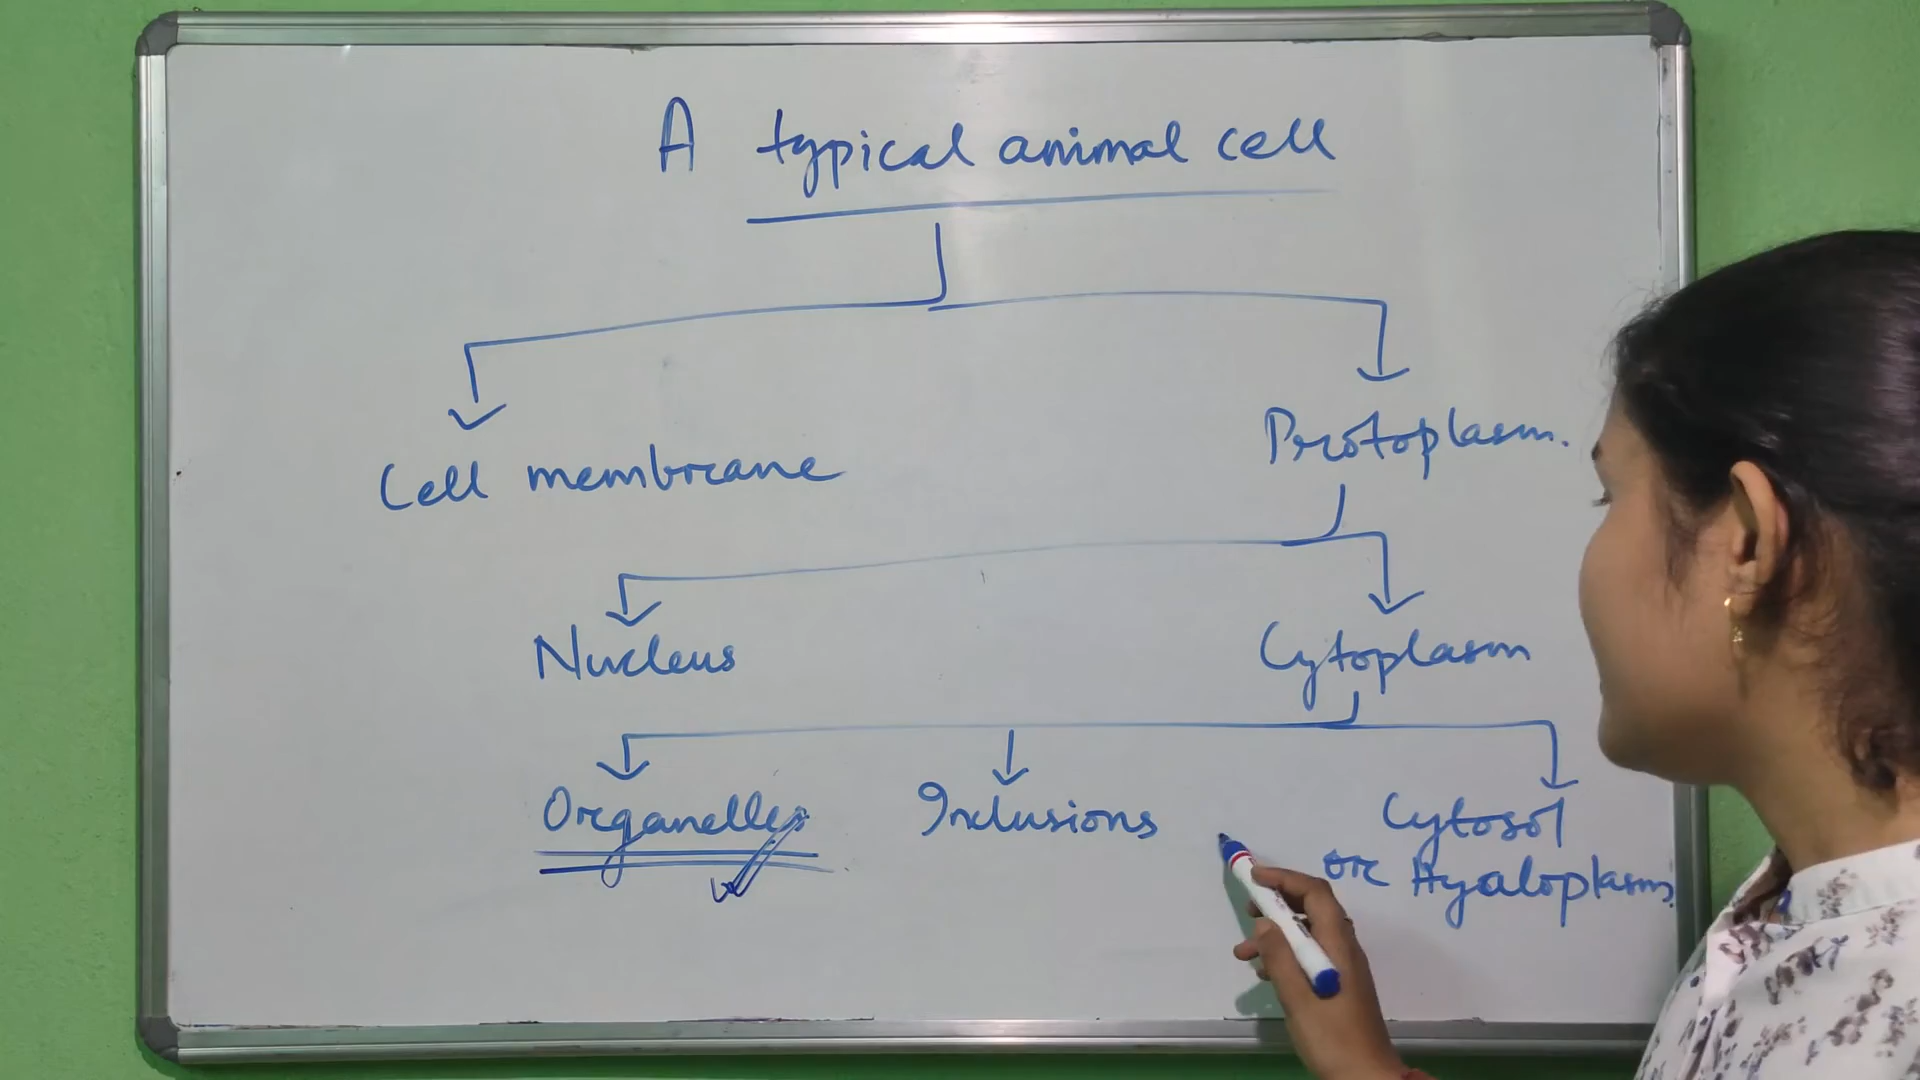 A typical animal cell
Cell membrane
Protoplasm.
Nucleus
Cytoplasm
Organelles
Inclusions
Cytosol
or Hyaloplasm.